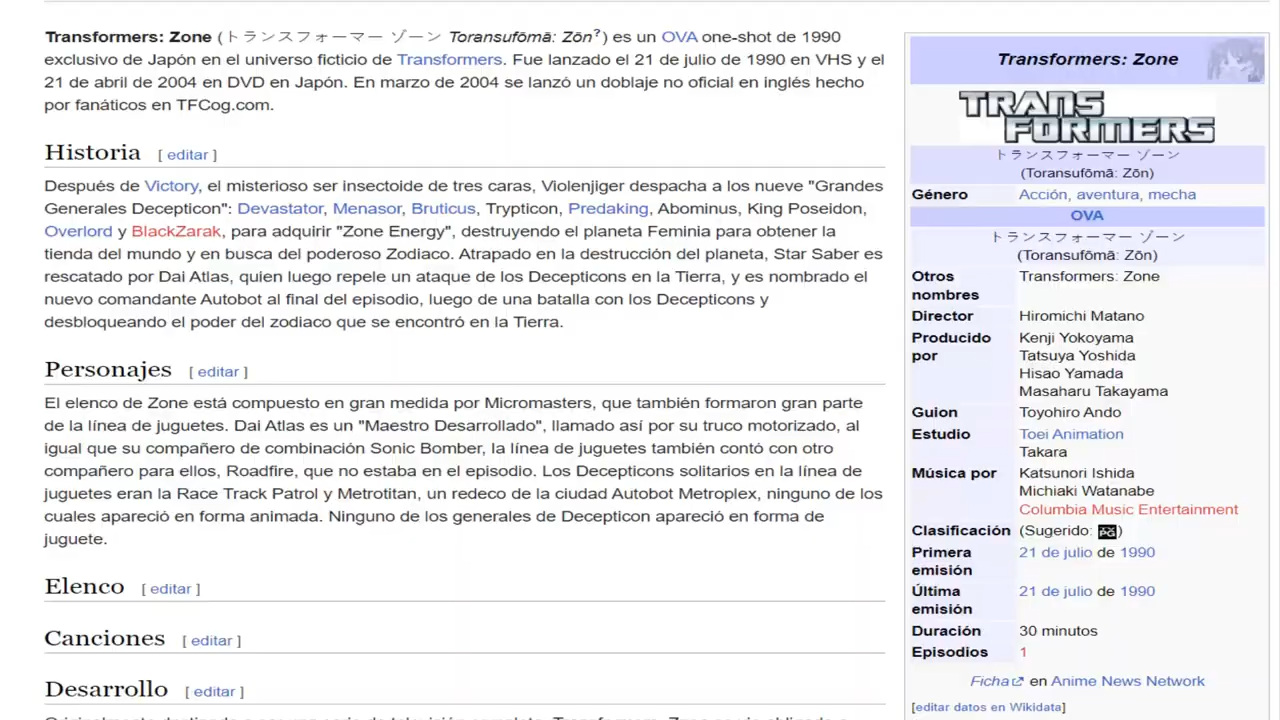 Transformers: Zone (トランスフォーマー ゾーン Toransufōmā: Zōn?) es un OVA one-shot de 1990
exclusivo de Japón en el universo ficticio de Transformers. Fue lanzado el 21 de julio de 1990 en VHS y el
21 de abril de 2004 en DVD en Japón. En marzo de 2004 se lanzó un doblaje no oficial en inglés hecho
por fanáticos en TFCog.com.
Historia [ editar ]
Después de Victory, el misterioso ser insectoide de tres caras, Violenjiger despacha a los nueve "Grandes
Generales Decepticon": Devastator, Menasor, Bruticus, Trypticon, Predaking, Abominus, King Poseidon,
Overlord y BlackZarak, para adquirir "Zone Energy", destruyendo el planeta Feminia para obtener la
tienda del mundo y en busca del poderoso Zodiaco. Atrapado en la destrucción del planeta, Star Saber es
rescatado por Dai Atlas, quien luego repele un ataque de los Decepticons en la Tierra, y es nombrado el
nuevo comandante Autobot al final del episodio, luego de una batalla con los Decepticons y
desbloqueando el poder del zodiaco que se encontró en la Tierra.
Personajes [ editar ]
El elenco de Zone está compuesto en gran medida por Micromasters, que también formaron gran parte
de la línea de juguetes. Dai Atlas es un "Maestro Desarrollado", llamado así por su truco motorizado, al
igual que su compañero de combinación Sonic Bomber, la línea de juguetes también contó con otro
compañero para ellos, Roadfire, que no estaba en el episodio. Los Decepticons solitarios en la línea de
juguetes eran la Race Track Patrol y Metrotitan, un redeco de la ciudad Autobot Metroplex, ninguno de los
cuales apareció en forma animada. Ninguno de los generales de Decepticon apareció en forma de
juguete.
Elenco [ editar ]
Canciones [ editar ]
Desarrollo [ editar ]
Transformers: Zone
TRANSFORMERS
トランスフォーマー ゾーン
(Toransufōmā: Zōn)
Género Acción, aventura, mecha
OVA
トランスフォーマー ゾーン
(Toransufōmā: Zōn)
Otros nombres Transformers: Zone
Director Hiromichi Matano
Producido por Kenji Yokoyama
Tatsuya Yoshida
Hisao Yamada
Masaharu Takayama
Guion Toyohiro Ando
Estudio Toei Animation
Takara
Música por Katsunori Ishida
Michiaki Watanabe
Columbia Music Entertainment
Clasificación (Sugerido: PG)
Primera emisión 21 de julio de 1990
Última emisión 21 de julio de 1990
Duración 30 minutos
Episodios 1
Ficha en Anime News Network
[editar datos en Wikidata]